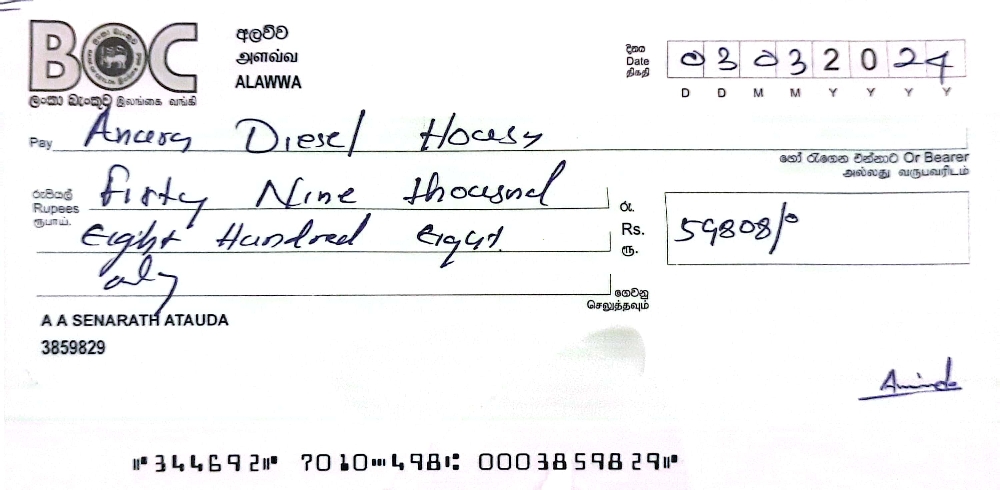 BOC
ලංකා බැංකුව இலங்கை வங்கி
අලව්ව
அளவ்வ
ALAWWA
දිනය
Date
திகதி
03032024
D D M M Y Y Y Y
Pay Diesel
හෝ රැගෙන එන්නාට Or Bearer
அல்லது வருபவரிடம்
රුපියල්
Rupees
ரூபாய்.
Fifty Nine thousand
Eight Hundred Eight
only
රු.
Rs.
ரூ.
59808/0
ගෙවනු
செலுத்தவும்
A A SENARATH ATAUDA
3859829
⑈344692⑈ 7010⑉498⑆ 0003859829⑈